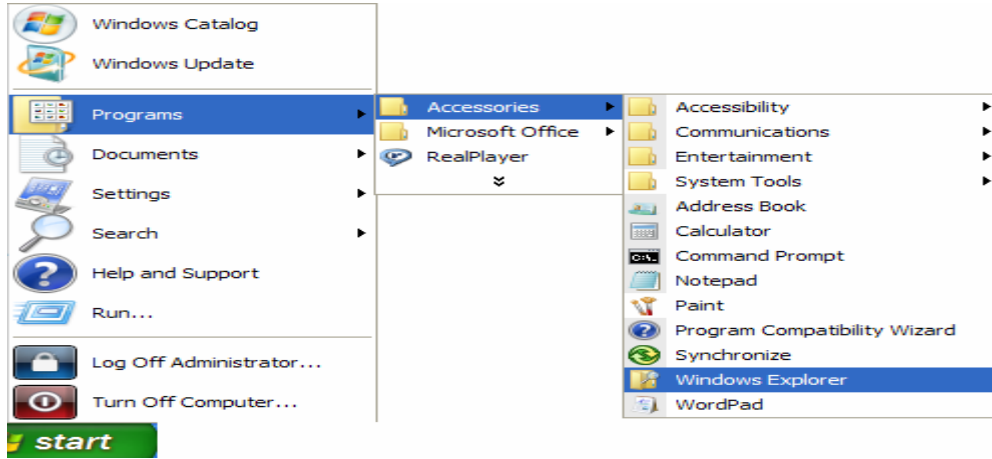 Windows Catalog
Windows Update
Programs
Documents
Settings
Search
Help and Support
Run...
Log Off Administrator...
Turn Off Computer...
start
Accessories
Microsoft Office
RealPlayer
Accessibility
Communications
Entertainment
System Tools
Address Book
Calculator
Command Prompt
Notepad
Paint
Program Compatibility Wizard
Synchronize
Windows Explorer
WordPad